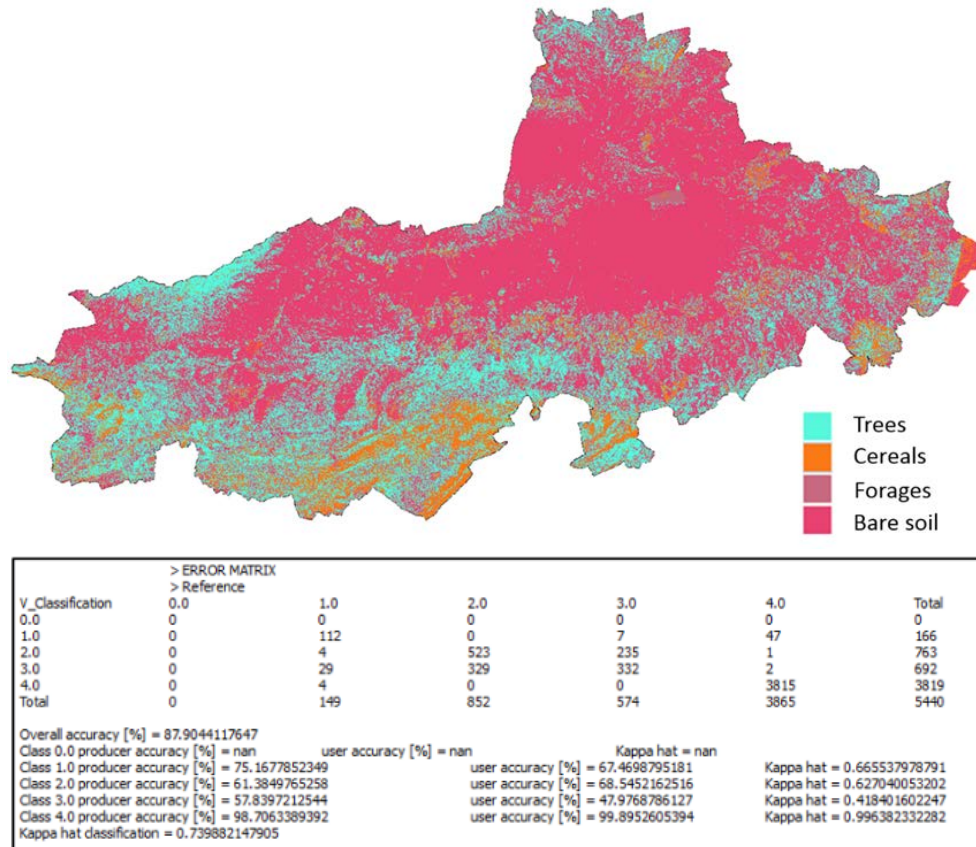 Trees
Cereals
Forages
Bare soil
> ERROR MATRIX
> Reference
V_Classification 0.0 1.0 2.0 3.0 4.0 Total
0.0 0 0 0 0 0 0
1.0 0 112 0 7 47 166
2.0 0 4 523 235 1 763
3.0 0 29 329 332 2 692
4.0 0 4 0 0 3815 3819
Total 0 149 852 574 3865 5440
Overall accuracy [%] = 87.9044117647
Class 0.0 producer accuracy [%] = nan user accuracy [%] = nan Kappa hat = nan
Class 1.0 producer accuracy [%] = 75.1677852349 user accuracy [%] = 67.4698795181 Kappa hat = 0.665537978791
Class 2.0 producer accuracy [%] = 61.3849765258 user accuracy [%] = 68.5452162516 Kappa hat = 0.627040053202
Class 3.0 producer accuracy [%] = 57.8397212544 user accuracy [%] = 47.9768786127 Kappa hat = 0.418401602247
Class 4.0 producer accuracy [%] = 98.7063389392 user accuracy [%] = 99.8952605394 Kappa hat = 0.996382332282
Kappa hat classification = 0.739882147905